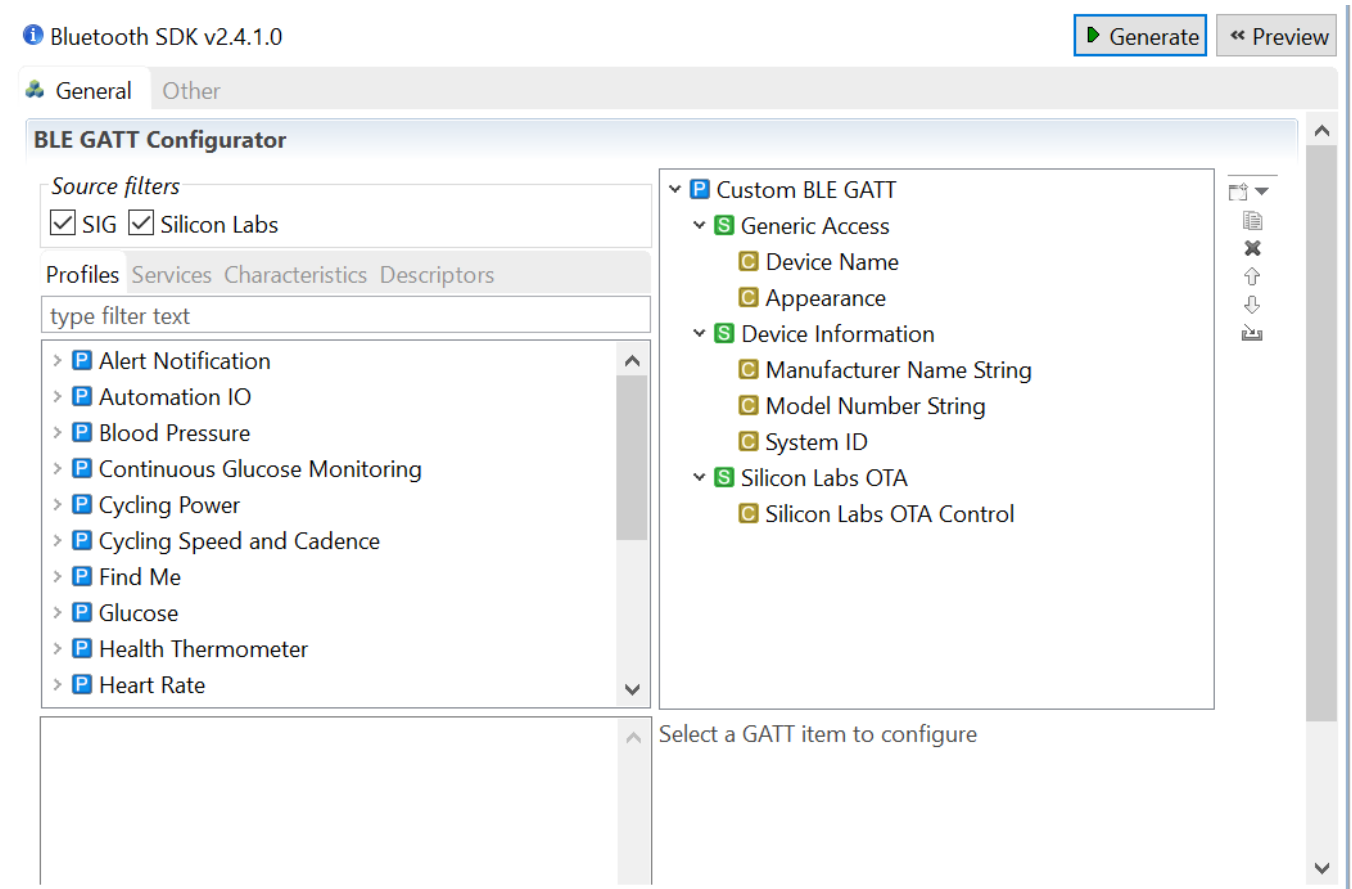 Bluetooth SDK v2.4.1.0
Generate
Preview
General Other
BLE GATT Configurator
Source filters
SIG Silicon Labs
Profiles Services Characteristics Descriptors
type filter text
P Alert Notification
P Automation IO
P Blood Pressure
P Continuous Glucose Monitoring
P Cycling Power
P Cycling Speed and Cadence
P Find Me
P Glucose
P Health Thermometer
P Heart Rate
P Custom BLE GATT
S Generic Access
C Device Name
C Appearance
S Device Information
C Manufacturer Name String
C Model Number String
C System ID
S Silicon Labs OTA
C Silicon Labs OTA Control
Select a GATT item to configure